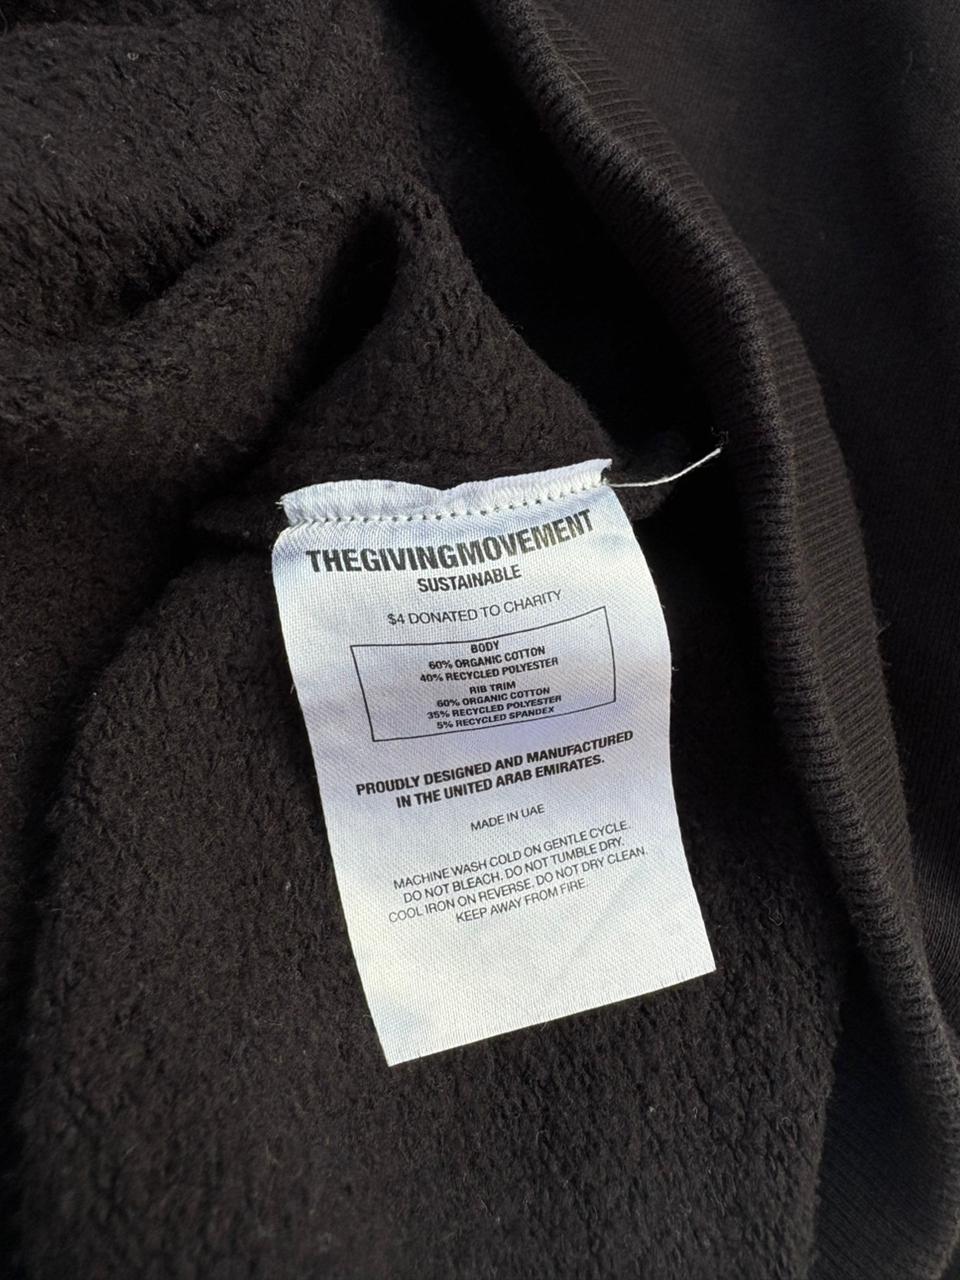 THEGIVINGMOVEMENT
SUSTAINABLE
$4 DONATED TO CHARITY
BODY
60% ORGANIC COTTON
40% RECYCLED POLYESTER
RIB TRIM
60% ORGANIC COTTON
35% RECYCLED POLYESTER
5% RECYCLED SPANDEX
PROUDLY DESIGNED AND MANUFACTURED
IN THE UNITED ARAB EMIRATES.
MADE IN UAE
MACHINE WASH COLD ON GENTLE CYCLE.
DO NOT BLEACH. DO NOT TUMBLE DRY.
COOL IRON ON REVERSE. DO NOT DRY CLEAN.
KEEP AWAY FROM FIRE.